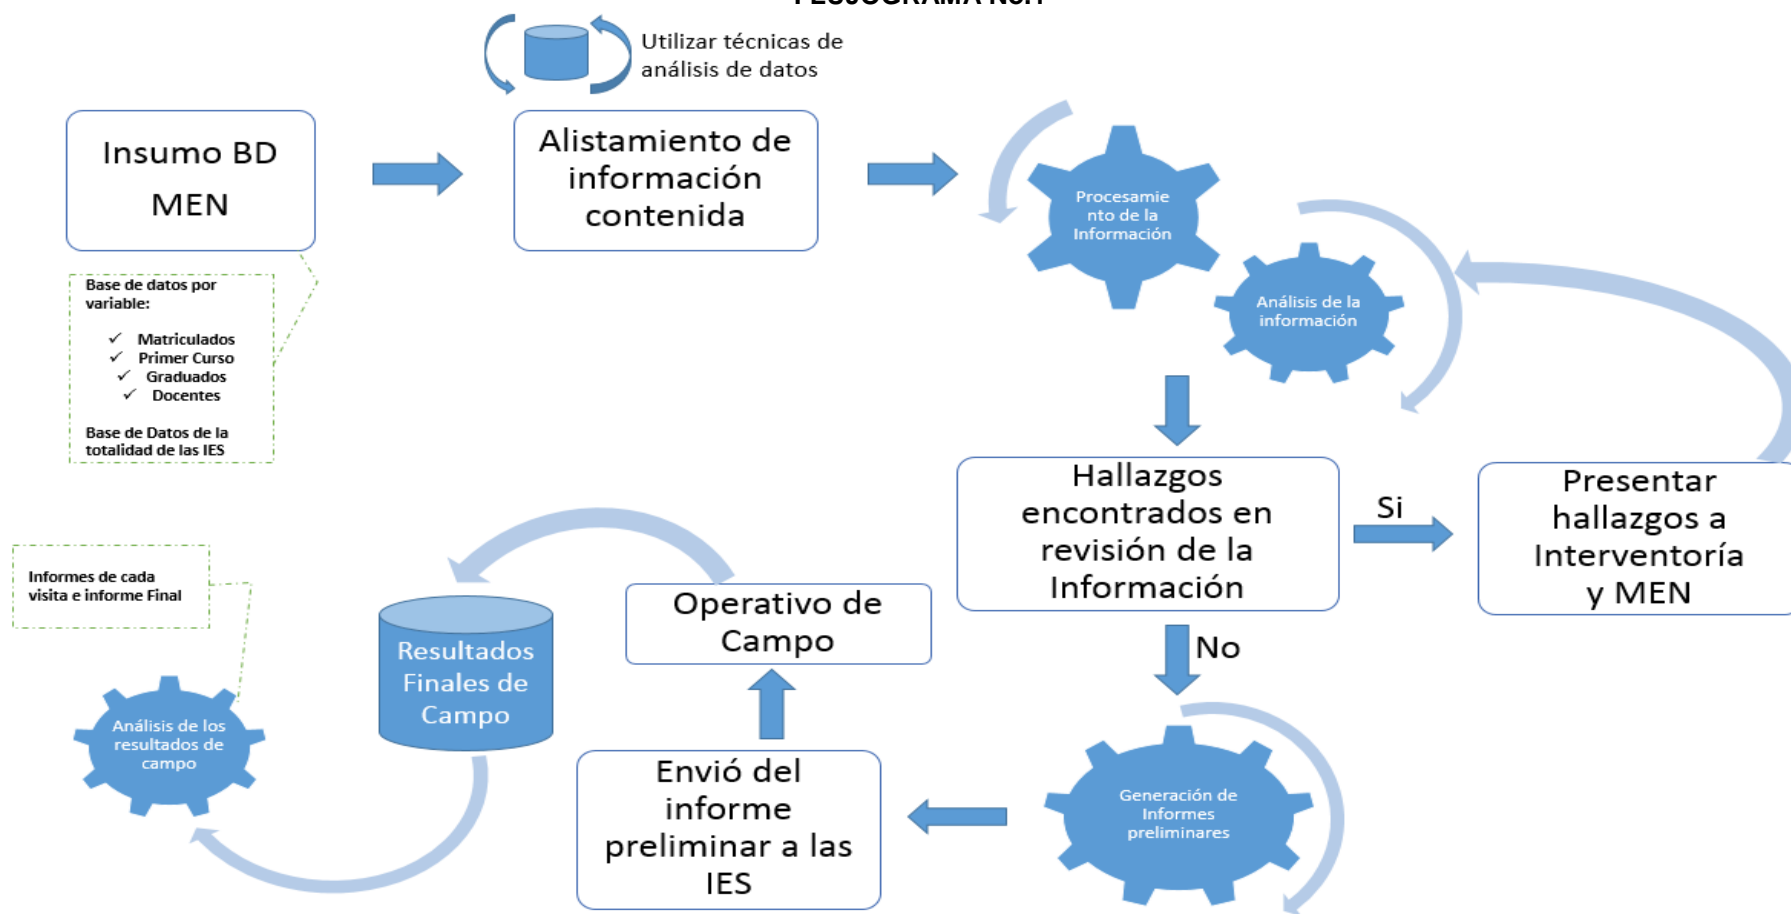 Utilizar técnicas de
análisis de datos
Insumo BD
MEN
Alistamiento de
información
contenida
Procesamie
nto de la
Información
Análisis de la
información
Base de datos por
variable:
✓ Matriculados
✓ Primer Curso
✓ Graduados
✓ Docentes
Base de Datos de la
totalidad de las IES
Hallazgos
encontrados en
revisión de la
Información
Si
Presentar
hallazgos a
Interventoría
y MEN
No
Generación de
Informes
preliminares
Envió del
informe
preliminar a las
IES
Operativo de
Campo
Resultados
Finales de
Campo
Informes de cada
visita e informe Final
Análisis de los
resultados de
campo